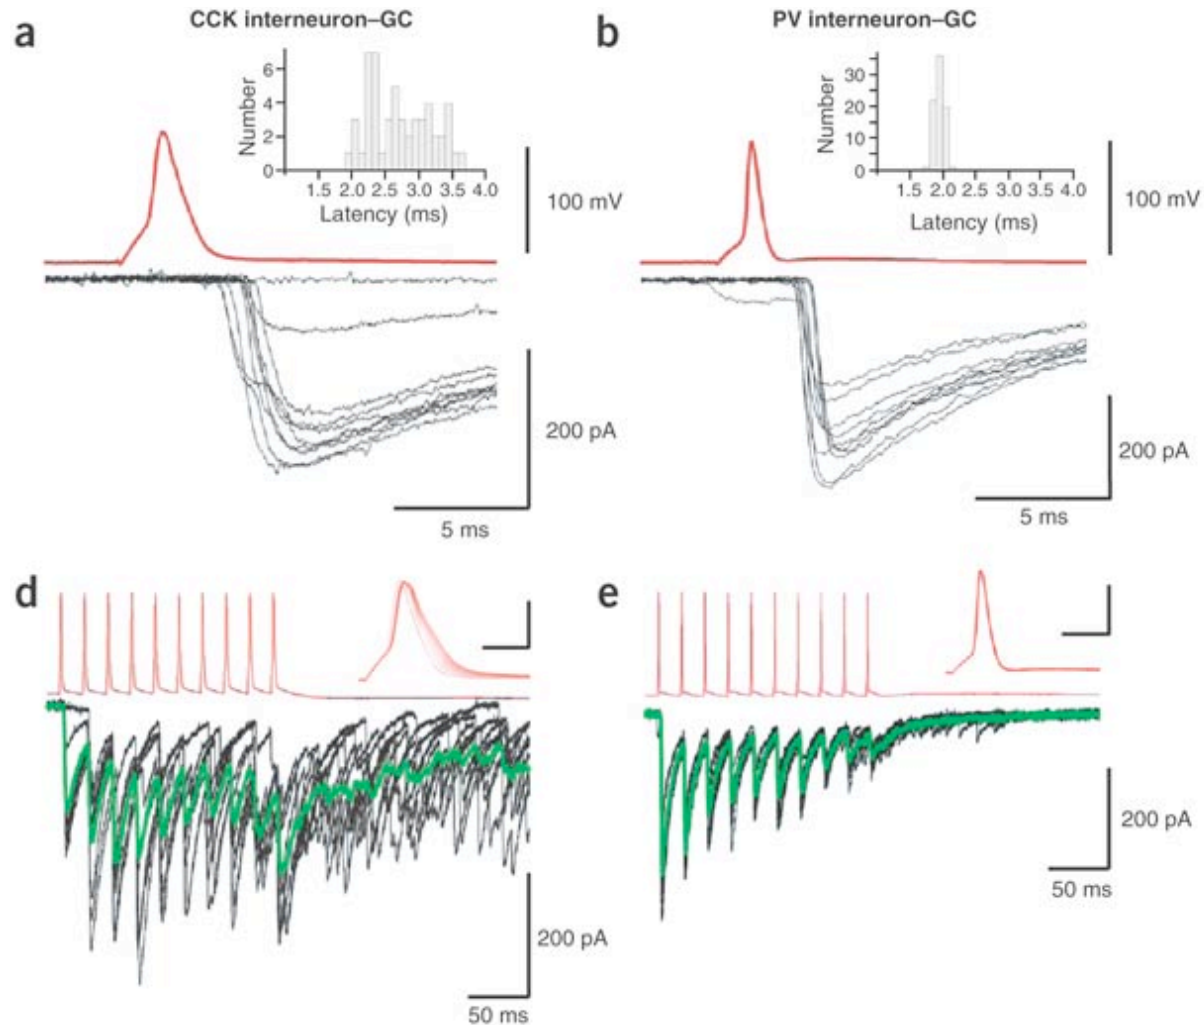 a
CCK interneuron–GC
Number
6
4
2
0
1.5 2.0 2.5 3.0 3.5 4.0
Latency (ms)
100 mV
200 pA
5 ms
b
PV interneuron–GC
Number
30
20
10
0
1.5 2.0 2.5 3.0 3.5 4.0
Latency (ms)
100 mV
200 pA
5 ms
d
200 pA
50 ms
e
200 pA
50 ms